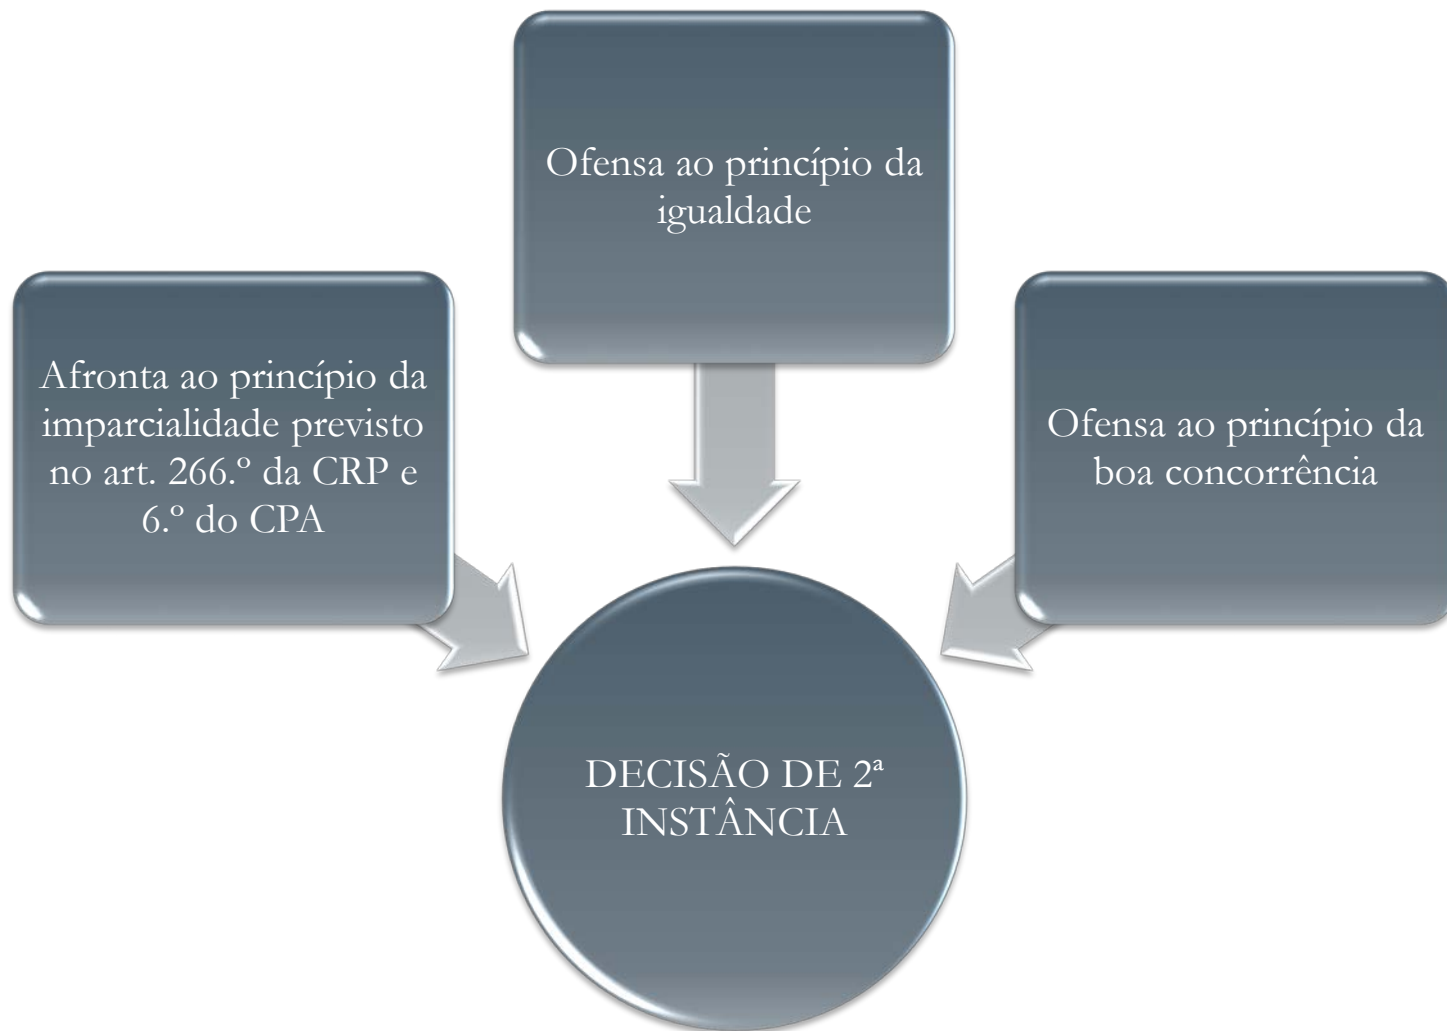 Ofensa ao princípio da
igualdade
Afronta ao princípio da
imparcialidade previsto
no art. 266.º da CRP e
6.º do CPA
Ofensa ao princípio da
boa concorrência
DECISÃO DE 2ª
INSTÂNCIA